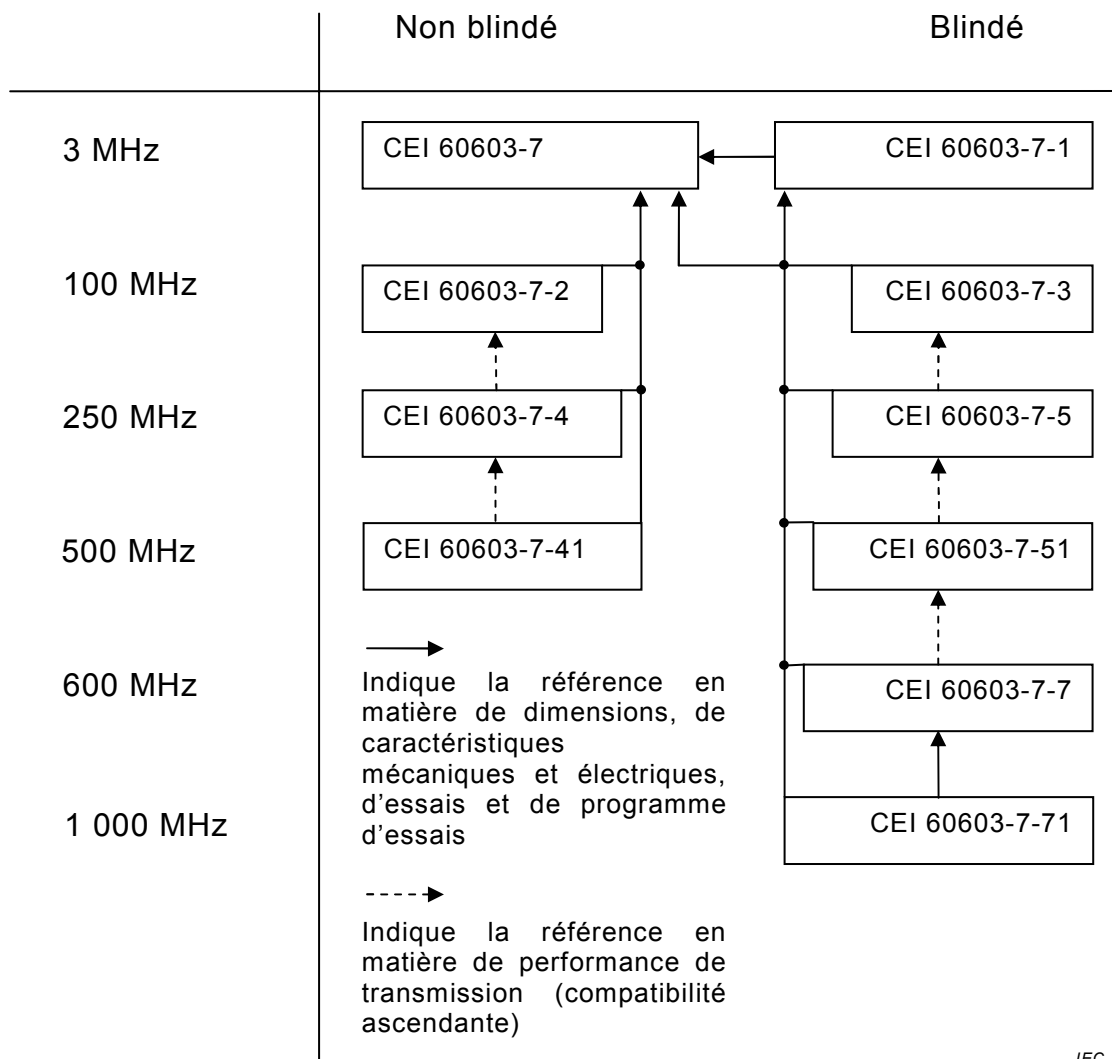 Non blindé Blindé
3 MHz CEI 60603-7 CEI 60603-7-1
100 MHz CEI 60603-7-2 CEI 60603-7-3
250 MHz CEI 60603-7-4 CEI 60603-7-5
500 MHz CEI 60603-7-41 CEI 60603-7-51
600 MHz CEI 60603-7-7
1 000 MHz CEI 60603-7-71
Indique la référence en
matière de dimensions, de
caractéristiques
mécaniques et électriques,
d’essais et de programme
d’essais
Indique la référence en
matière de performance de
transmission (compatibilité
ascendante)
IEC